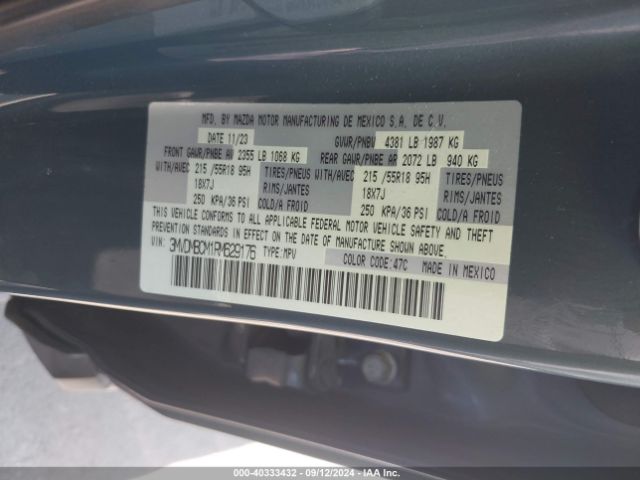 MFD. BY MAZDA MOTOR MANUFACTURING DE MEXICO S.A. DE C.V.
DATE 11/23 GVWR/PNBV 4381 LB 1987 KG
FRONT GAWR/PNBE AV 2355 LB 1068 KG REAR GAWR/PNBE AR 2072 LB 940 KG
WITH/AVEC 215 /55R18 95H TIRES/PNEUS WITH/AVEC 215 /55R18 95H TIRES/PNEUS
18X7J RIMS/JANTES 18X7J RIMS/JANTES
250 KPA/36 PSI COLD/A FROID 250 KPA/36 PSI COLD/A FROID
THIS VEHICLE CONFORMS TO ALL APPLICABLE FEDERAL MOTOR VEHICLE SAFETY AND THEFT
PREVENTION STANDARDS IN EFFECT ON THE DATE OF MANUFACTURE SHOWN ABOVE.
VIN: 3MVDMBCM1RM629176 TYPE:MPV COLOR CODE:47C MADE IN MEXICO
000-40333432 - 09/12/2024 - IAA Inc.